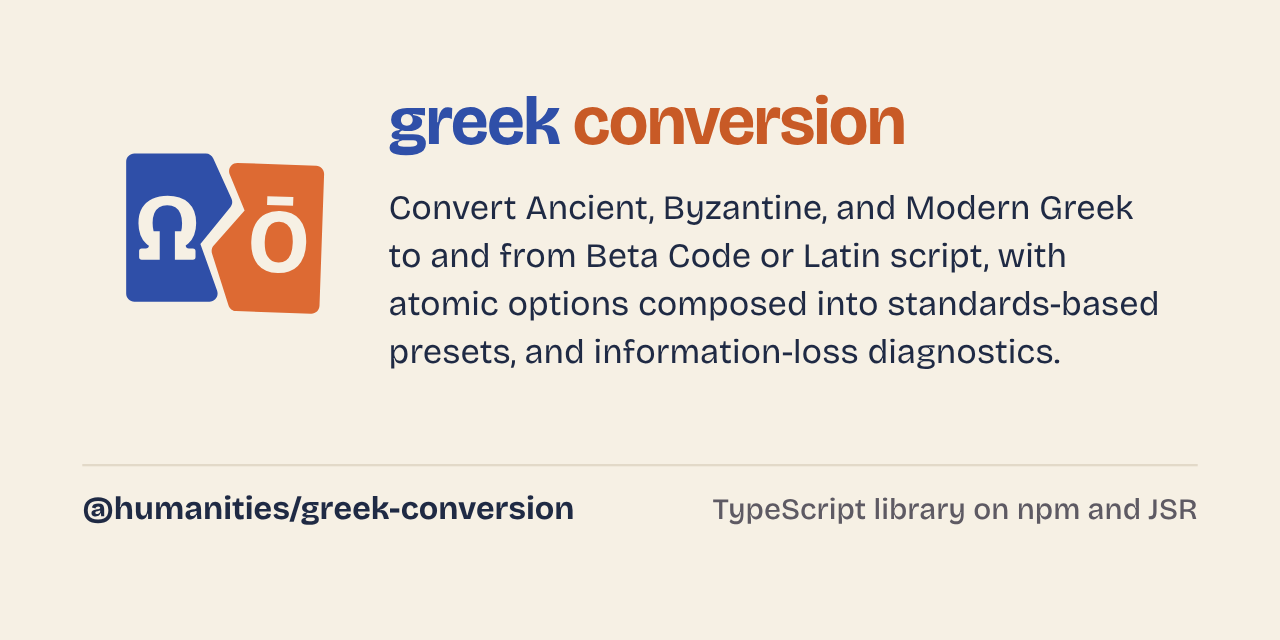 Ω Ō
greek conversion
Convert Ancient, Byzantine, and Modern Greek
to and from Beta Code or Latin script, with
atomic options composed into standards-based
presets, and information-loss diagnostics.
@humanities/greek-conversion
TypeScript library on npm and JSR